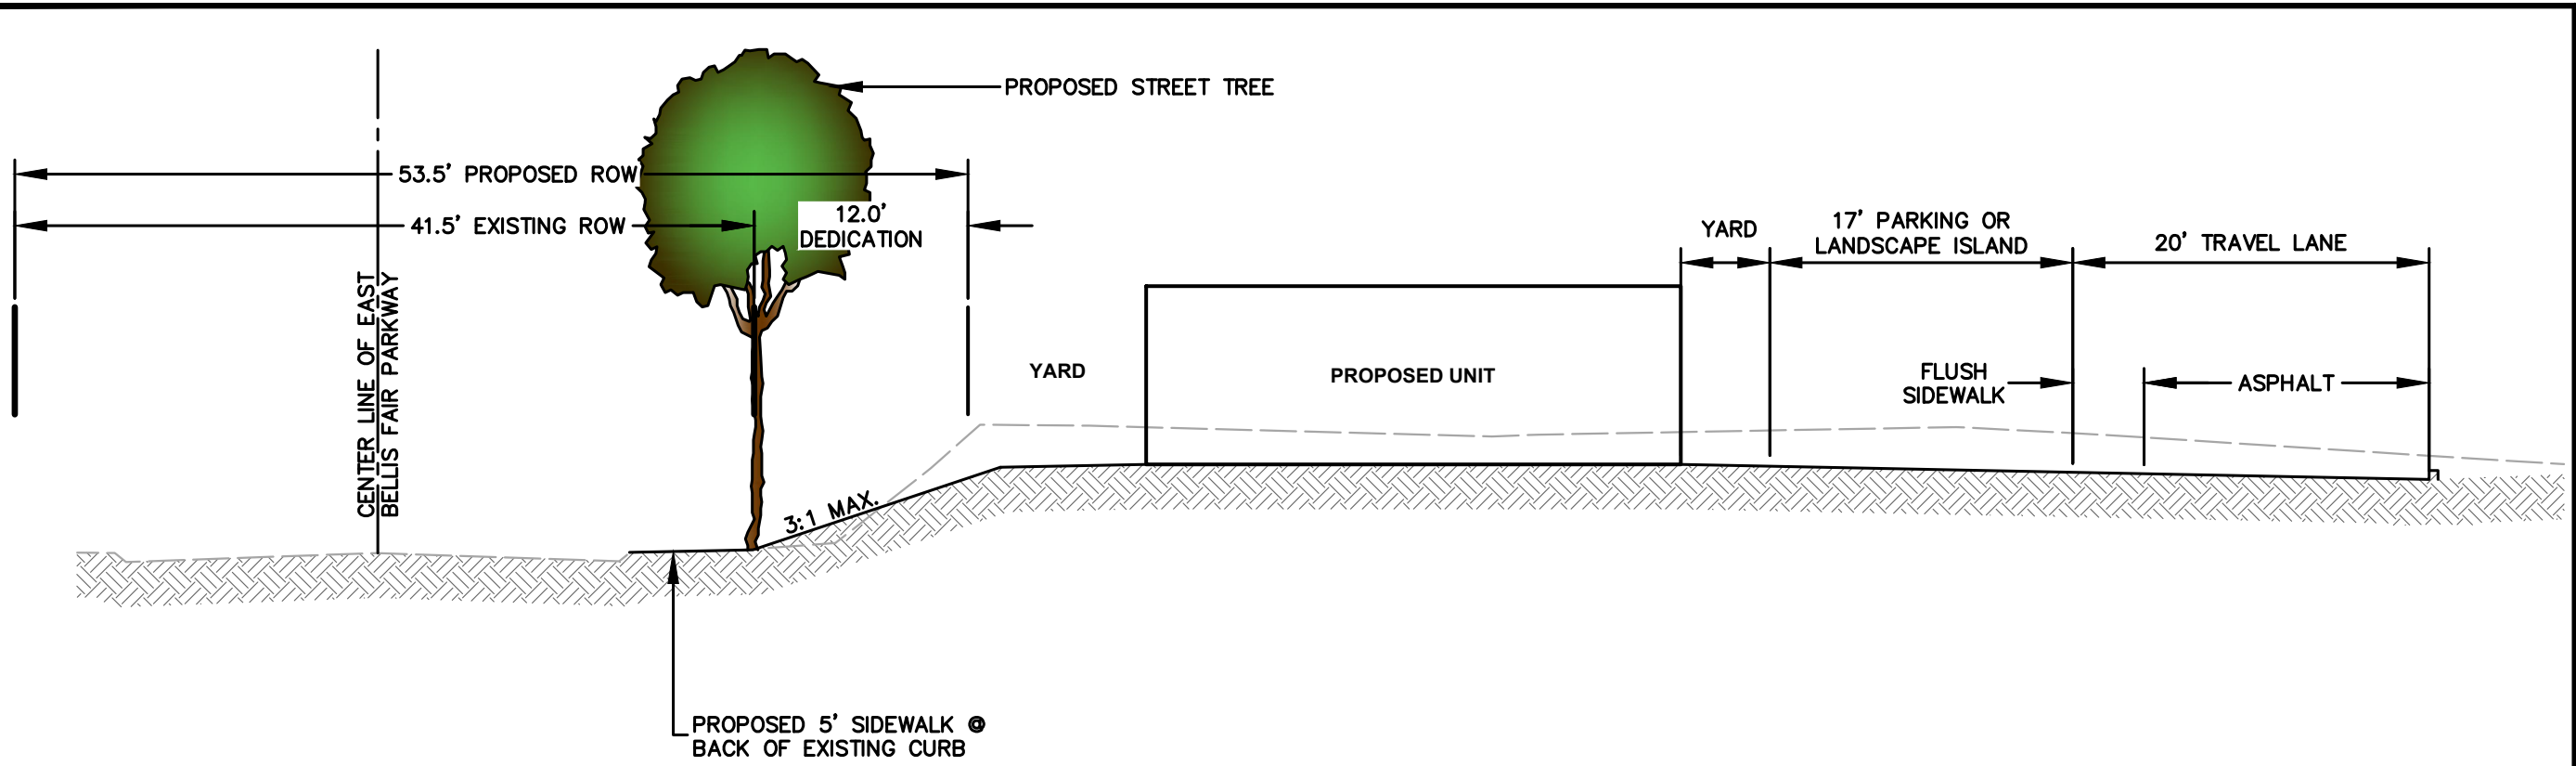 PROPOSED STREET TREE
53.5' PROPOSED ROW
41.5' EXISTING ROW
12.0'
DEDICATION
CENTER LINE OF EAST
BELLIS FAIR PARKWAY
YARD
17' PARKING OR
LANDSCAPE ISLAND
20' TRAVEL LANE
YARD
PROPOSED UNIT
FLUSH
SIDEWALK
ASPHALT
3:1 MAX.
PROPOSED 5' SIDEWALK @
BACK OF EXISTING CURB